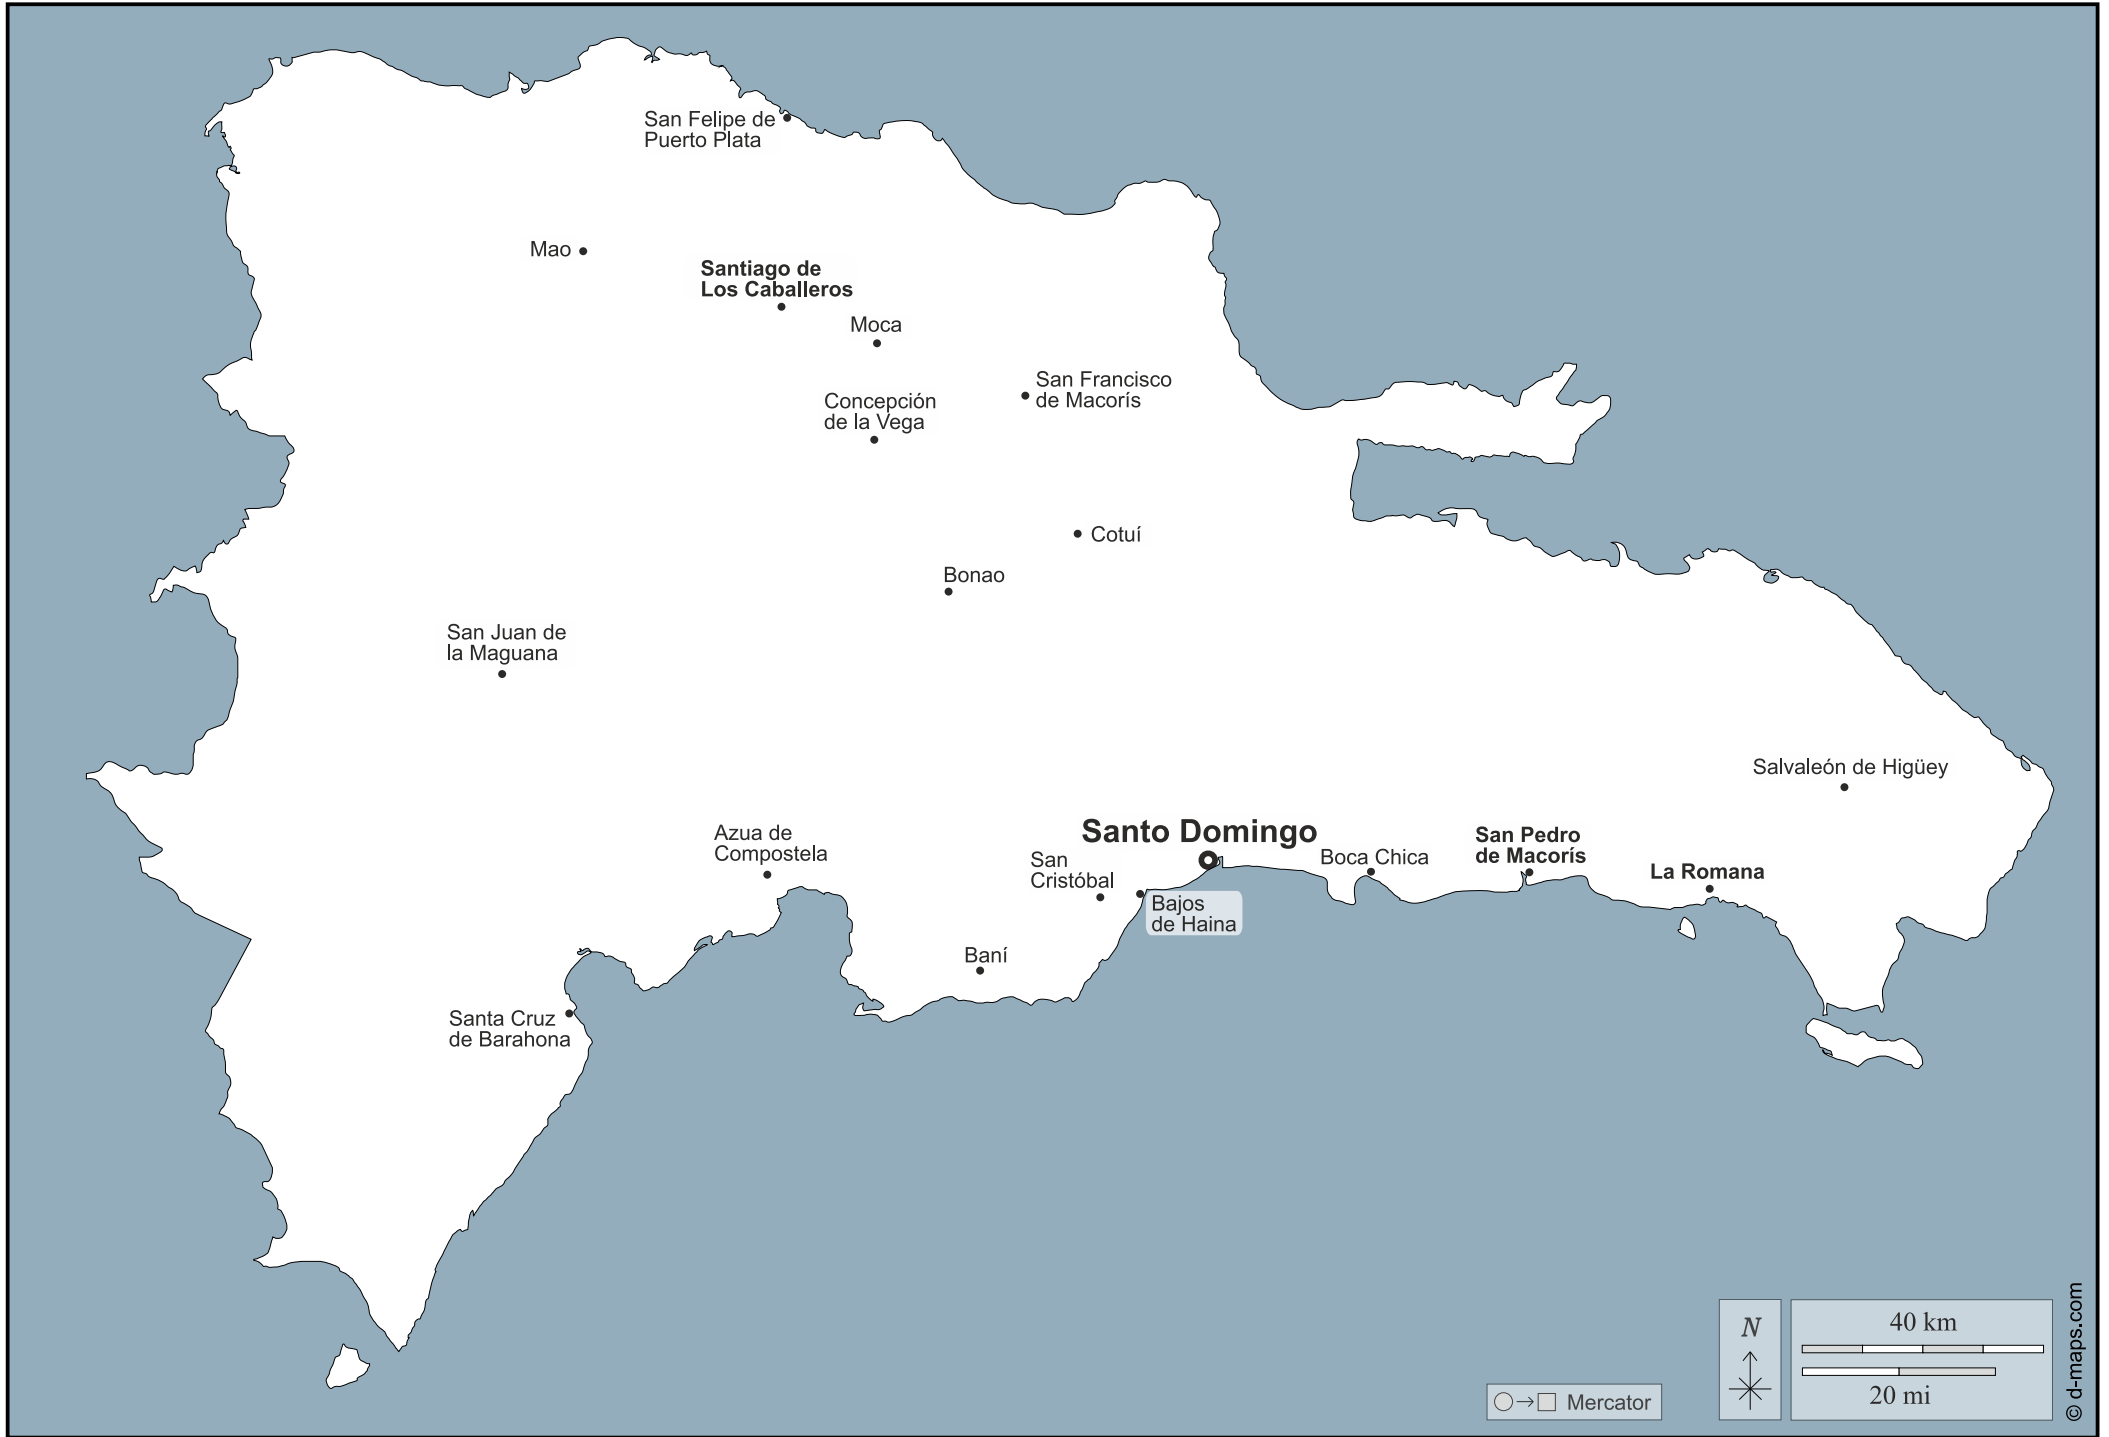 San Felipe de
Puerto Plata
Mao
Santiago de
Los Caballeros
Moca
San Francisco
de Macorís
Concepción
de la Vega
Cotuí
Bonao
San Juan de
la Maguana
Salvaleón de Higüey
Azua de
Compostela
Santo Domingo
San
Cristóbal
Boca Chica
San Pedro
de Macorís
La Romana
Bajos
de Haina
Baní
Santa Cruz
de Barahona
N
40 km
20 mi
Mercator
© d-maps.com